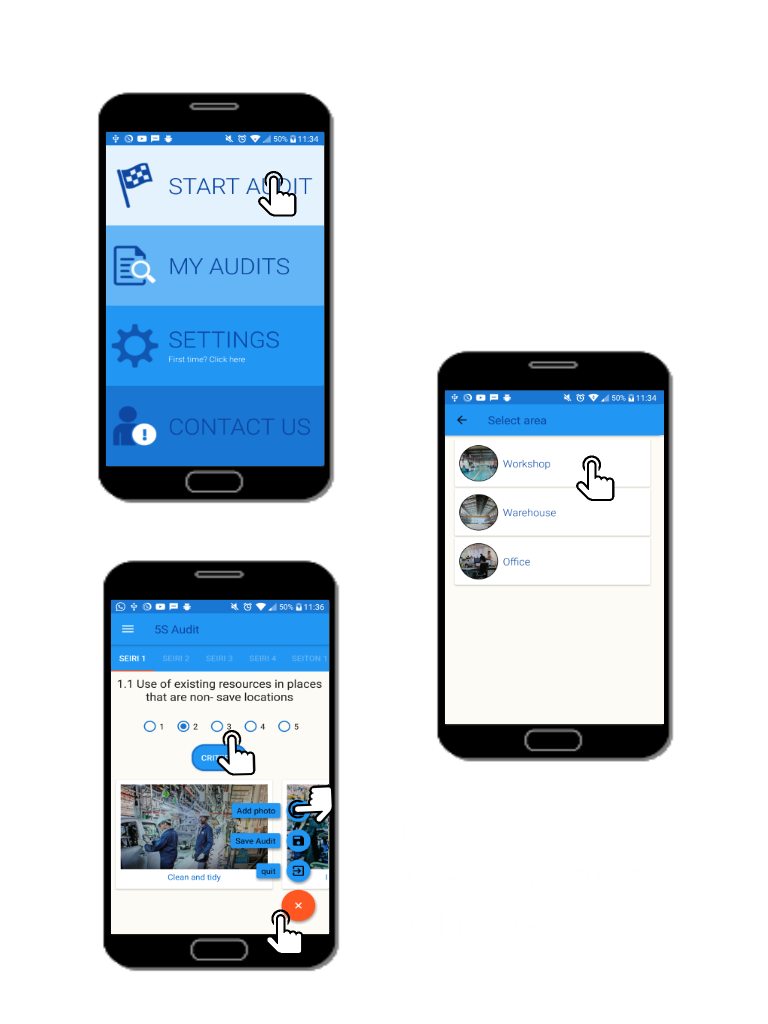 50% 11:34
START AUDIT
MY AUDITS
SETTINGS
First time? Click here
CONTACT US
50% 11:34
Select area
Workshop
Warehouse
Office
50% 11:36
5S Audit
SEIRI 1 SEIRI 2 SEIRI 3 SEIRI 4 SEITON 1
1.1 Use of existing resources in places
that are non- save locations
1 2 3 4 5
CRIT
Add photo
Save Audit
quit
Clean and tidy